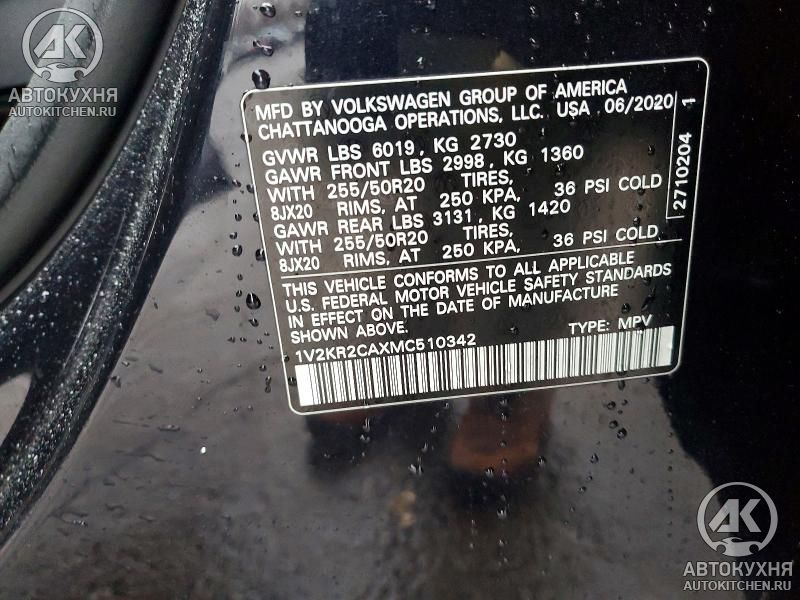 AK
АВТОКУХНЯ
AUTOKITCHEN.RU
MFD BY VOLKSWAGEN GROUP OF AMERICA
CHATTANOOGA OPERATIONS, LLC. USA 06/2020
GVWR LBS 6019, KG 2730
GAWR FRONT LBS 2998, KG 1360
WITH 255/50R20 TIRES,
8JX20 RIMS, AT 250 KPA, 36 PSI COLD
GAWR REAR LBS 3131, KG 1420
WITH 255/50R20 TIRES,
8JX20 RIMS, AT 250 KPA, 36 PSI COLD.
THIS VEHICLE CONFORMS TO ALL APPLICABLE
U.S. FEDERAL MOTOR VEHICLE SAFETY STANDARDS
IN EFFECT ON THE DATE OF MANUFACTURE
SHOWN ABOVE.
TYPE: MPV
1V2KR2CAXMC510342
2710204 1
AK
АВТОКУХНЯ
AUTOKITCHEN.RU